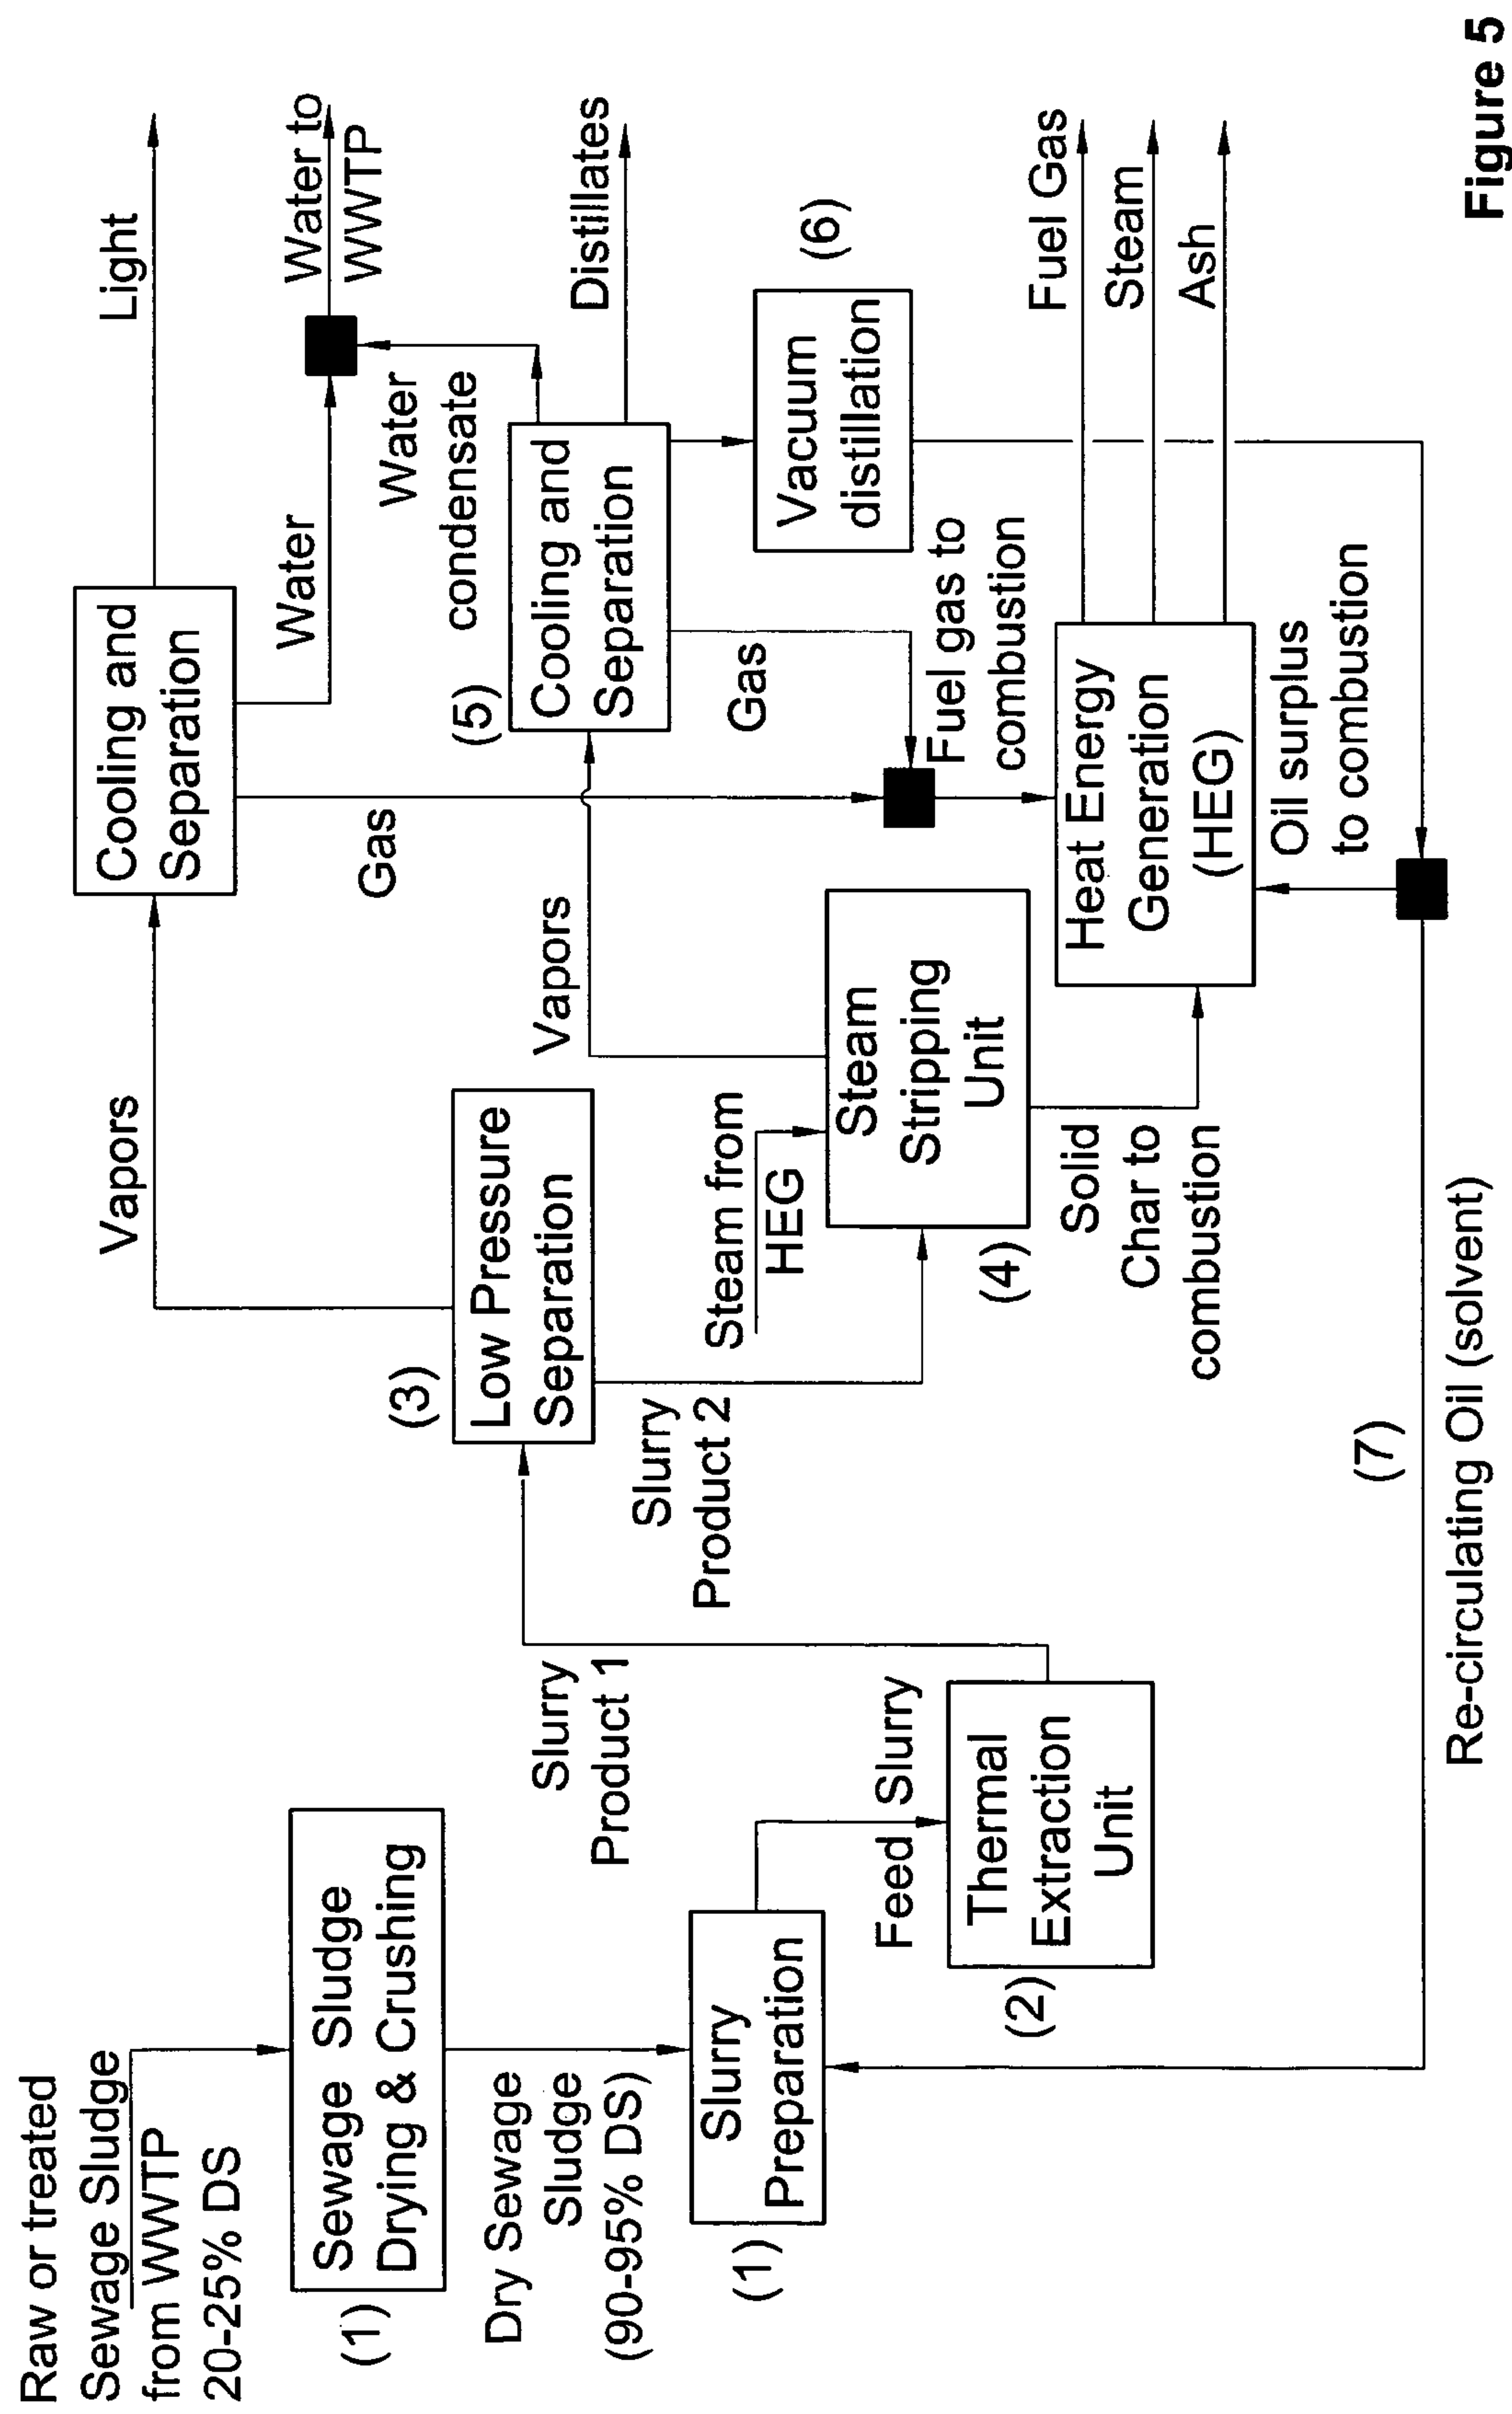 Raw or treated
Sewage Sludge
from WWTP
20-25% DS
Sewage Sludge
Drying & Crushing
(1)
Dry Sewage
Sludge
(90-95% DS)
Slurry
Preparation
(1)
Feed Slurry
Thermal
Extraction
Unit
(2)
Slurry
Product 1
(3)
Low Pressure
Separation
Slurry
Product 2
Vapors
Cooling and
Separation
Light
Water
Water to
WWTP
Gas
Steam from
HEG
Steam
Stripping
Unit
(4)
Vapors
(5)
Cooling and
Separation
Water
condensate
Distillates
Gas
Vacuum
distillation
(6)
Fuel gas to
combustion
Solid
Char to
combustion
Heat Energy
Generation
(HEG)
Fuel Gas
Steam
Ash
Oil surplus
to combustion
(7)
Re-circulating Oil (solvent)
Figure 5